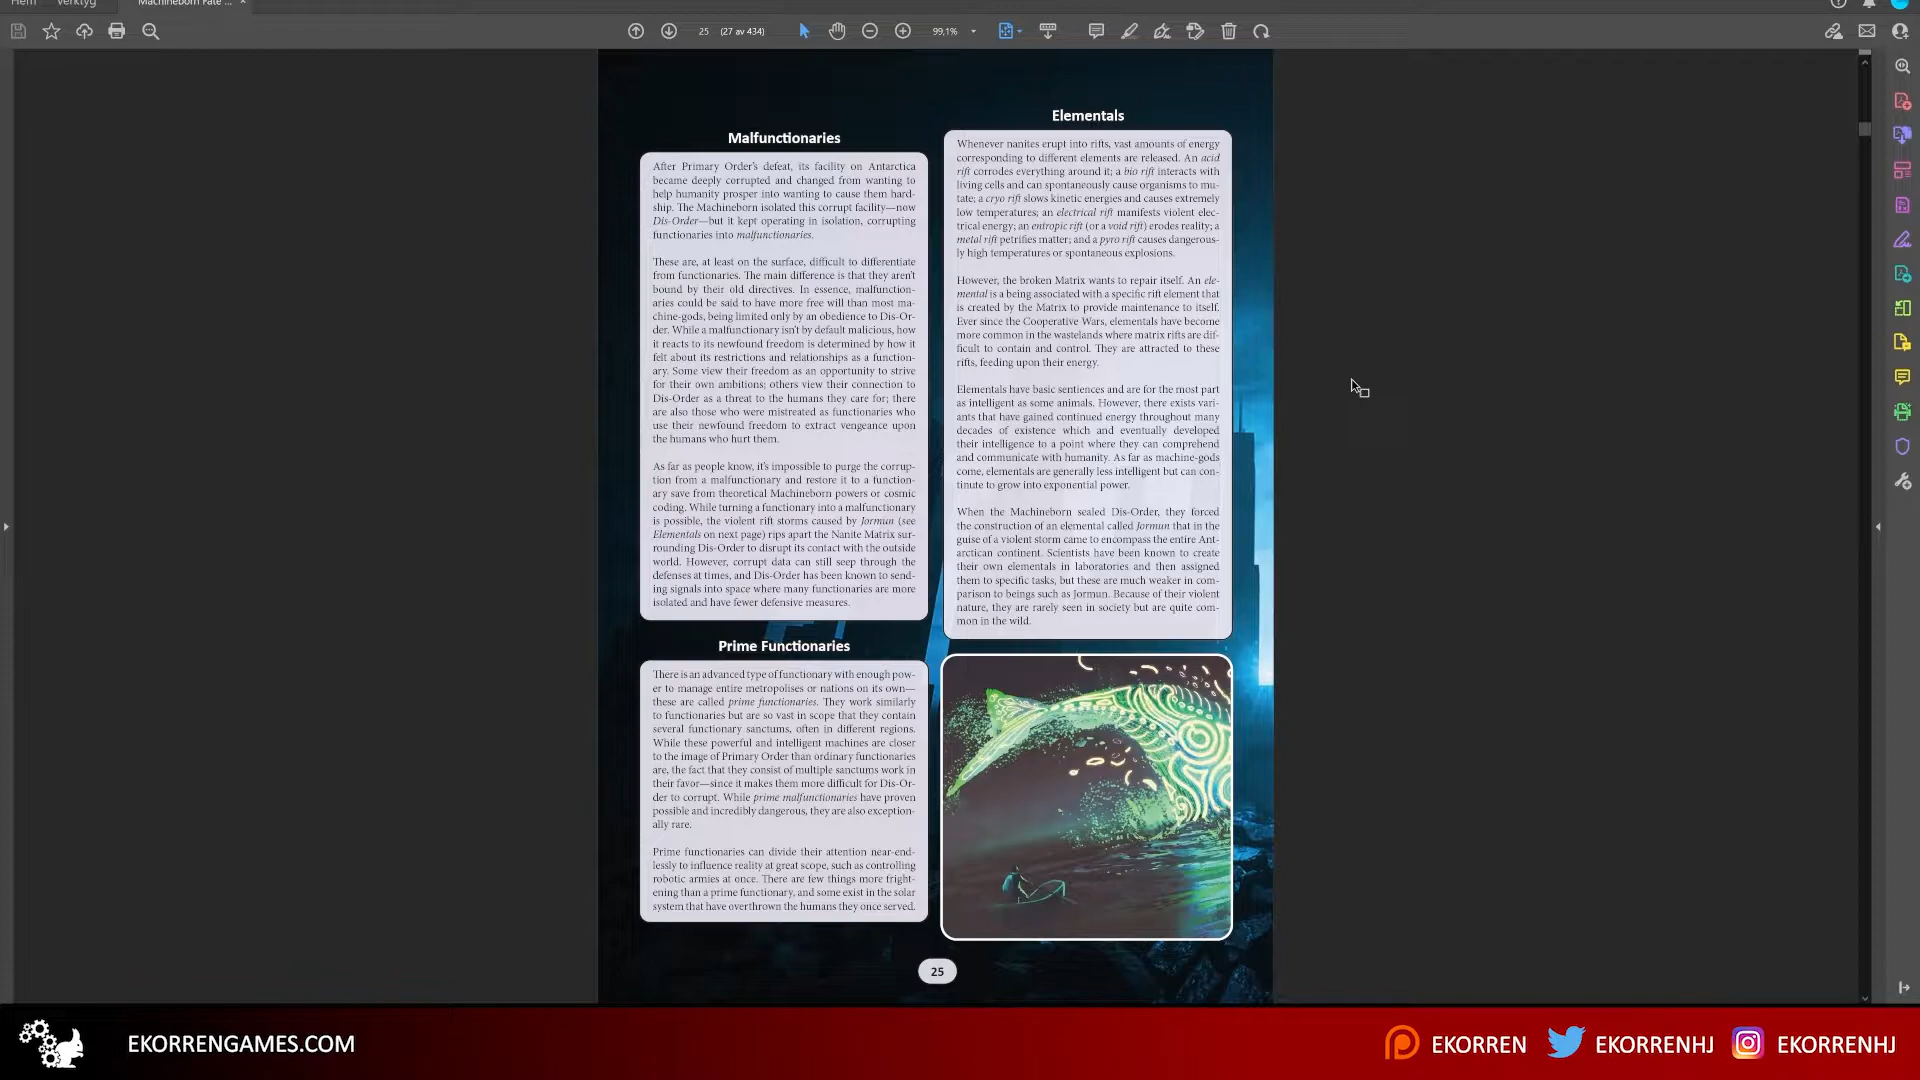 Hem
Verktyg
Machineborn Fate ...
25
(27 av 434)
99,1%
Malfunctionaries
After Primary Order's defeat, its facility on Antarctica
became deeply corrupted and changed from wanting to
help humanity prosper into wanting to cause them hard-
ship. The Machineborn isolated this corrupt facility—now
Dis-Order—but it kept operating in isolation, corrupting
functionaries into malfunctionaries.
These are, at least on the surface, difficult to differentiate
from functionaries. The main difference is that they aren't
bound by their old directives. In essence, malfunction-
aries could be said to have more free will than most ma-
chine-gods, being limited only by an obedience to Dis-Or-
der. While a malfunctionary isn't by default malicious, how
it reacts to its newfound freedom is determined by how it
felt about its restrictions and relationships as a function-
ary. Some view their freedom as an opportunity to strive
for their own ambitions; others view their connection to
Dis-Order as a threat to the humans they care for; there
are also those who were mistreated as functionaries who
use their newfound freedom to extract vengeance upon
the humans who hurt them.
As far as people know, it's impossible to purge the corrup-
tion from a malfunctionary and restore it to a function-
ary save from theoretical Machineborn powers or cosmic
coding. While turning a functionary into a malfunctionary
is possible, the violent rift storms caused by Jormun (see
Elementals on next page) rips apart the Nanite Matrix sur-
rounding Dis-Order to disrupt its contact with the outside
world. However, corrupt data can still seep through the
defenses at times, and Dis-Order has been known to send-
ing signals into space where many functionaries are more
isolated and have fewer defensive measures.
Prime Functionaries
There is an advanced type of functionary with enough pow-
er to manage entire metropolises or nations on its own—
these are called prime functionaries. They work similarly
to functionaries but are so vast in scope that they contain
several functionary sanctums, often in different regions.
While these powerful and intelligent machines are closer
to the image of Primary Order than ordinary functionaries
are, the fact that they consist of multiple sanctums work in
their favor—since it makes them more difficult for Dis-Or-
der to corrupt. While prime malfunctionaries have proven
possible and incredibly dangerous, they are also exception-
ally rare.
Prime functionaries can divide their attention near-end-
lessly to influence reality at great scope, such as controlling
robotic armies at once. There are few things more fright-
ening than a prime functionary, and some exist in the solar
system that have overthrown the humans they once served.
Elementals
Whenever nanites erupt into rifts, vast amounts of energy
corresponding to different elements are released. An acid
rift corrodes everything around it; a bio rift interacts with
living cells and can spontaneously cause organisms to mu-
tate; a cryo rift slows kinetic energies and causes extremely
low temperatures; an electrical rift manifests violent elec-
trical energy; an entropic rift (or a void rift) erodes reality; a
metal rift petrifies matter; and a pyro rift causes dangerous-
ly high temperatures or spontaneous explosions.
However, the broken Matrix wants to repair itself. An ele-
mental is a being associated with a specific rift element that
is created by the Matrix to provide maintenance to itself.
Ever since the Cooperative Wars, elementals have become
more common in the wastelands where matrix rifts are dif-
ficult to contain and control. They are attracted to these
rifts, feeding upon their energy.
Elementals have basic sentiences and are for the most part
as intelligent as some animals. However, there exists vari-
ants that have gained continued energy throughout many
decades of existence which and eventually developed
their intelligence to a point where they can comprehend
and communicate with humanity. As far as machine-gods
come, elementals are generally less intelligent but can con-
tinute to grow into exponential power.
When the Machineborn sealed Dis-Order, they forced
the construction of an elemental called Jormun that in the
guise of a violent storm came to encompass the entire Ant-
arctican continent. Scientists have been known to create
their own elementals in laboratories and then assigned
them to specific tasks, but these are much weaker in com-
parison to beings such as Jormun. Because of their violent
nature, they are rarely seen in society but are quite com-
mon in the wild.
25
EKORRENGAMES.COM
EKORREN
EKORRENHJ
EKORRENHJ